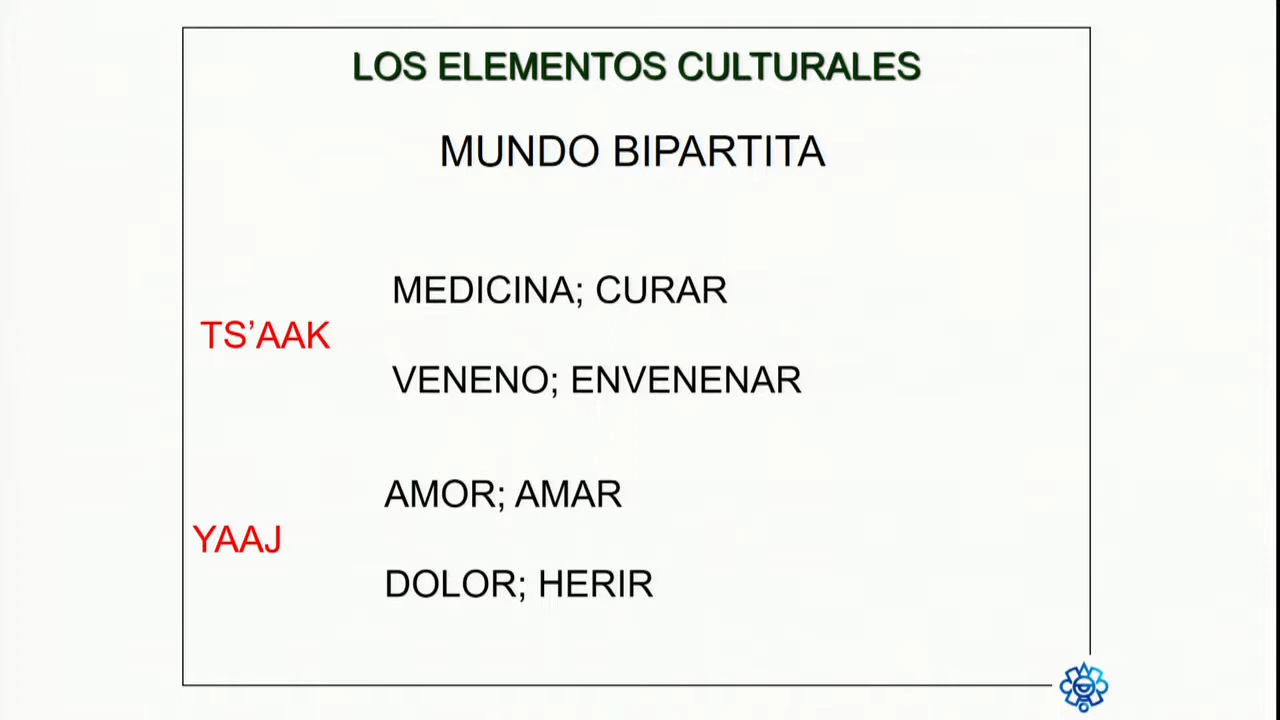 LOS ELEMENTOS CULTURALES
MUNDO BIPARTITA
MEDICINA; CURAR
TS’AAK
VENENO; ENVENENAR
AMOR; AMAR
YAAJ
DOLOR; HERIR